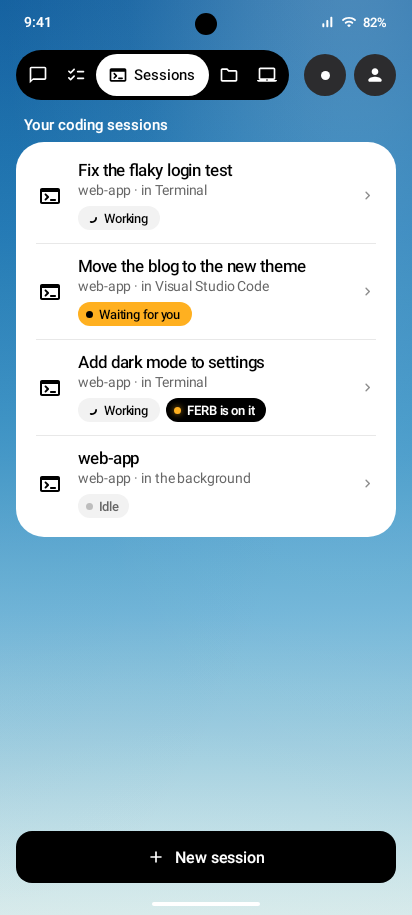 9:41
82%
Sessions
Your coding sessions
Fix the flaky login test
web-app · in Terminal
Working
Move the blog to the new theme
web-app · in Visual Studio Code
Waiting for you
Add dark mode to settings
web-app · in Terminal
Working
FERB is on it
web-app
web-app · in the background
Idle
New session